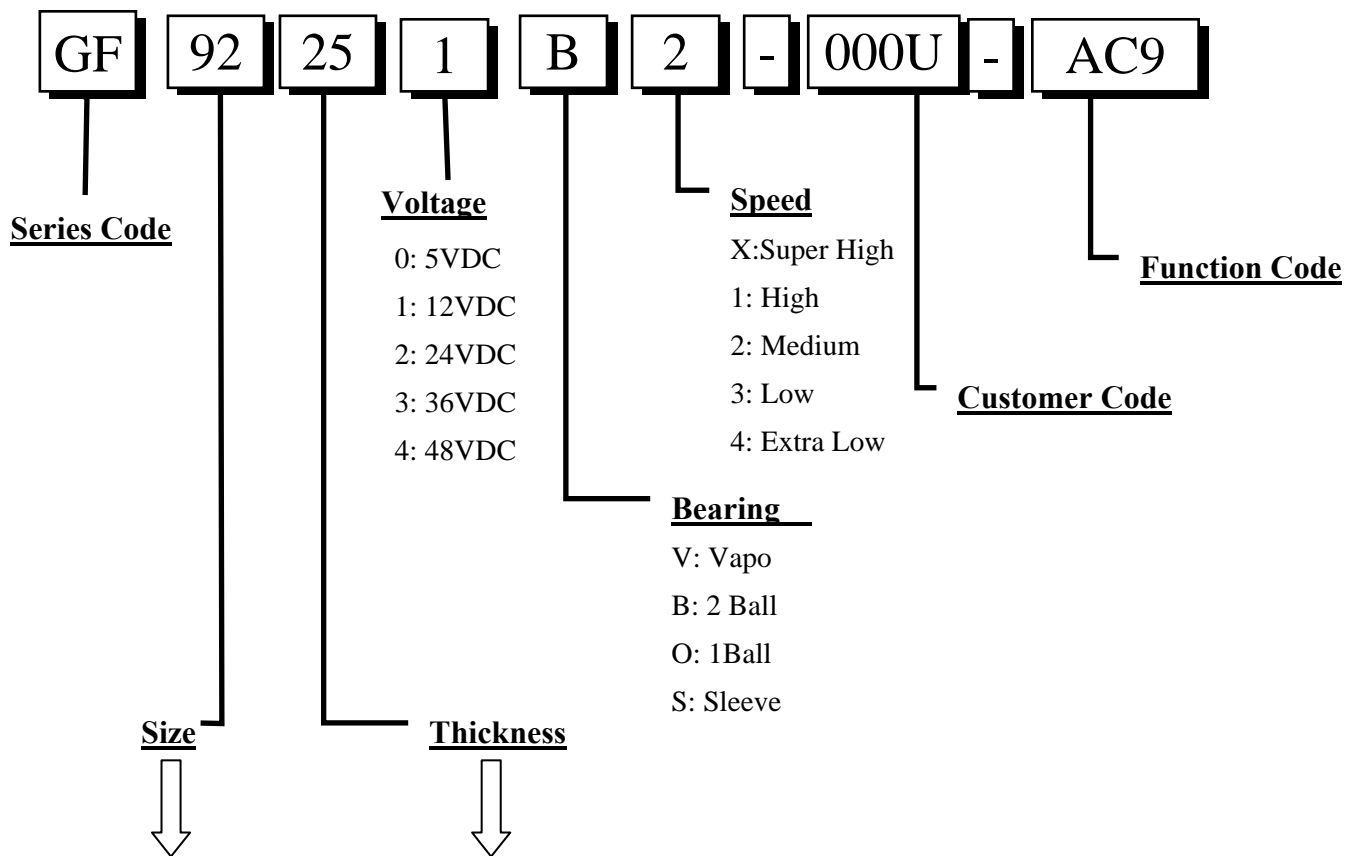 GF 92 25 1 B 2 - 000U - AC9
Series Code
Voltage
0: 5VDC
1: 12VDC
2: 24VDC
3: 36VDC
4: 48VDC
Speed
X:Super High
1: High
2: Medium
3: Low
4: Extra Low
Function Code
Customer Code
Bearing
V: Vapo
B: 2 Ball
O: 1Ball
S: Sleeve
Size
Thickness